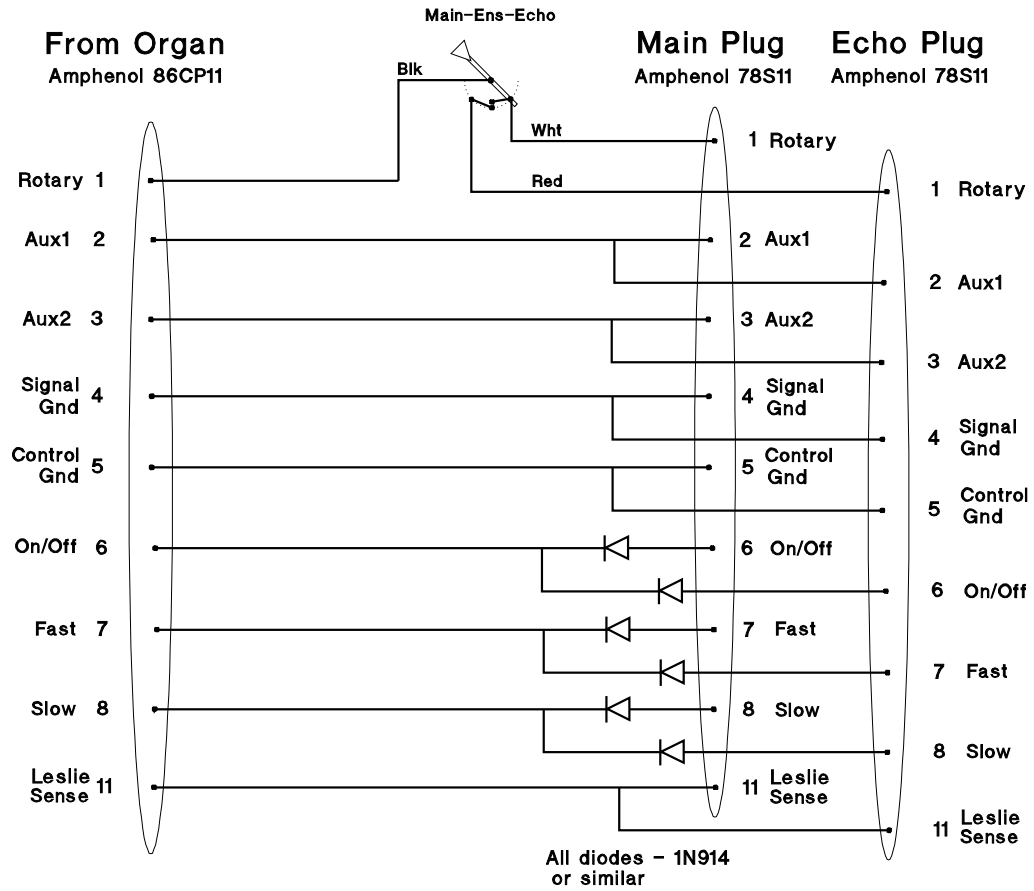 Main-Ens-Echo
From Organ
Amphenol 86CP11
Main Plug
Amphenol 78S11
Echo Plug
Amphenol 78S11
Blk
Wht
Red
Rotary 1
Aux1 2
Aux2 3
Signal
Gnd 4
Control
Gnd 5
On/Off 6
Fast 7
Slow 8
Leslie
Sense 11
1 Rotary
2 Aux1
3 Aux2
4 Signal
Gnd
5 Control
Gnd
6 On/Off
7 Fast
8 Slow
11 Leslie
Sense
1 Rotary
2 Aux1
3 Aux2
4 Signal
Gnd
5 Control
Gnd
6 On/Off
7 Fast
8 Slow
11 Leslie
Sense
All diodes - 1N914
or similar